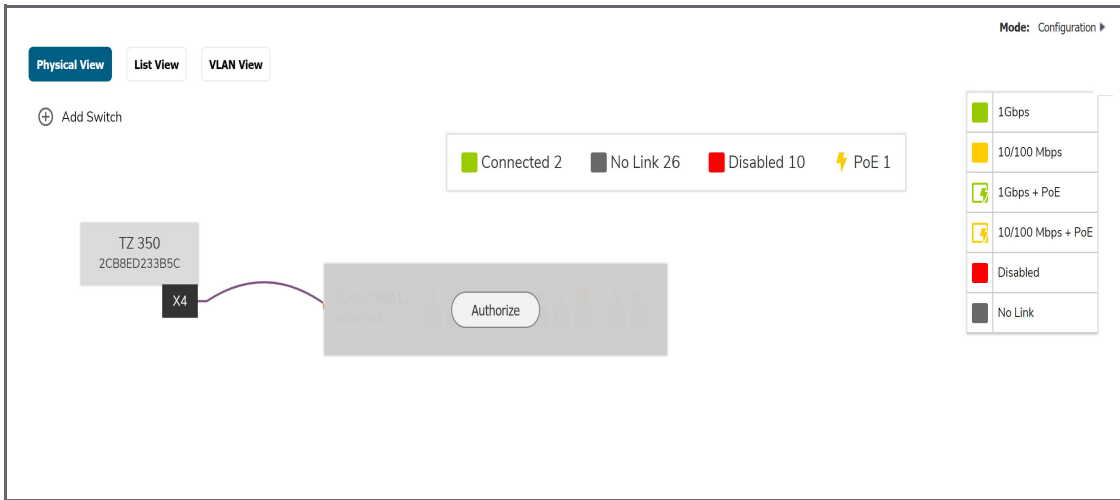 Mode: Configuration
Physical View
List View
VLAN View
Add Switch
1Gbps
10/100 Mbps
1Gbps + PoE
10/100 Mbps + PoE
Disabled
No Link
Connected 2
No Link 26
Disabled 10
PoE 1
TZ 350
2CB8ED233B5C
X4
SONICWALL
Authorize